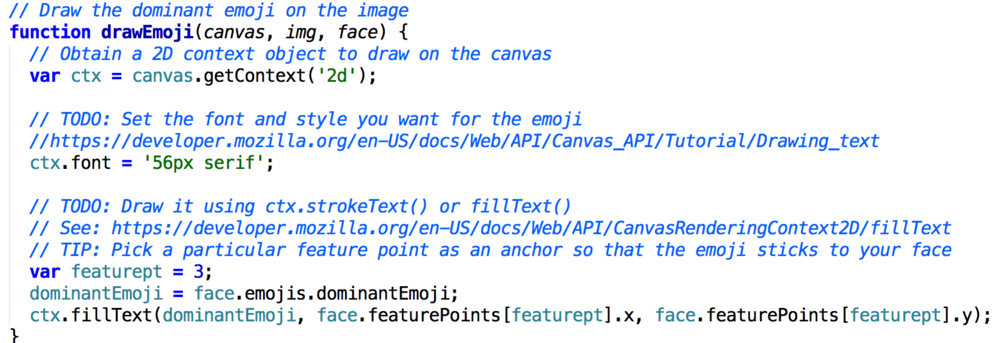 // Draw the dominant emoji on the image
function drawEmoji(canvas, img, face) {
  // Obtain a 2D context object to draw on the canvas
  var ctx = canvas.getContext('2d');

  // TODO: Set the font and style you want for the emoji
  //https://developer.mozilla.org/en-US/docs/Web/API/Canvas_API/Tutorial/Drawing_text
  ctx.font = '56px serif';

  // TODO: Draw it using ctx.strokeText() or fillText()
  // See: https://developer.mozilla.org/en-US/docs/Web/API/CanvasRenderingContext2D/fillText
  // TIP: Pick a particular feature point as an anchor so that the emoji sticks to your face
  var featurept = 3;
  dominantEmoji = face.emojis.dominantEmoji;
  ctx.fillText(dominantEmoji, face.featurePoints[featurept].x, face.featurePoints[featurept].y);
}